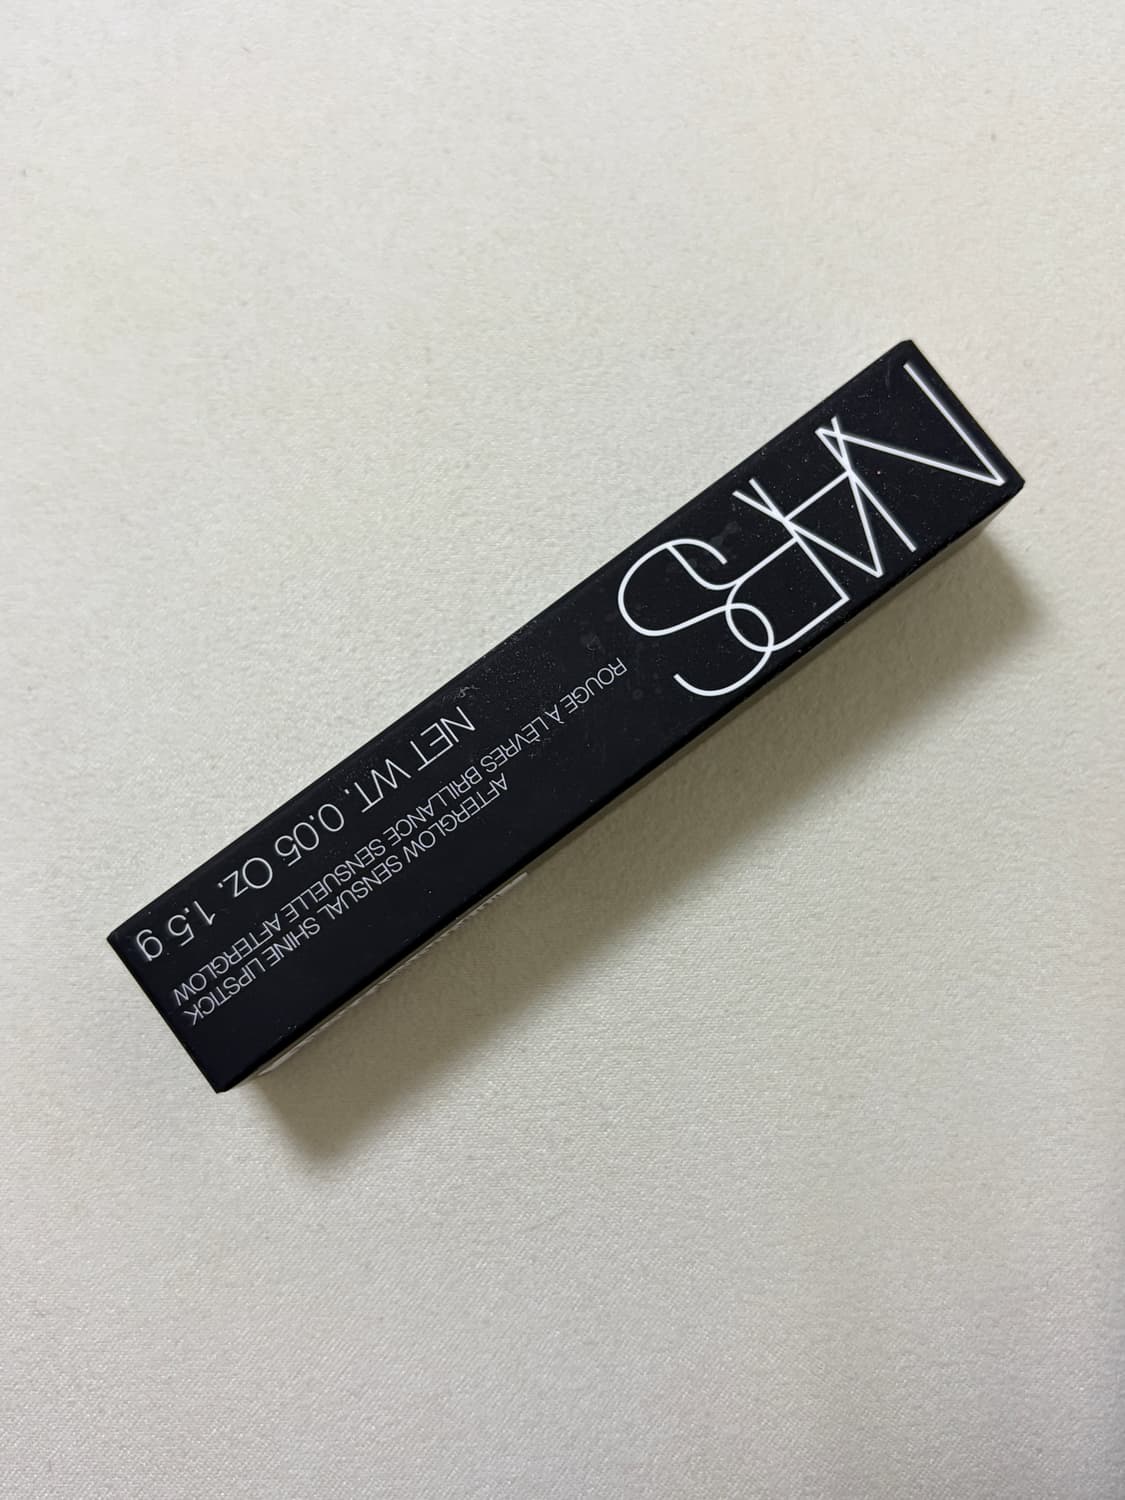 NARS
AFTERGLOW SENSUAL SHINE LIPSTICK
ROUGE À LÈVRES BRILLANCE SENSUELLE AFTERGLOW
NET WT. 0.05 Oz. 1.5 g